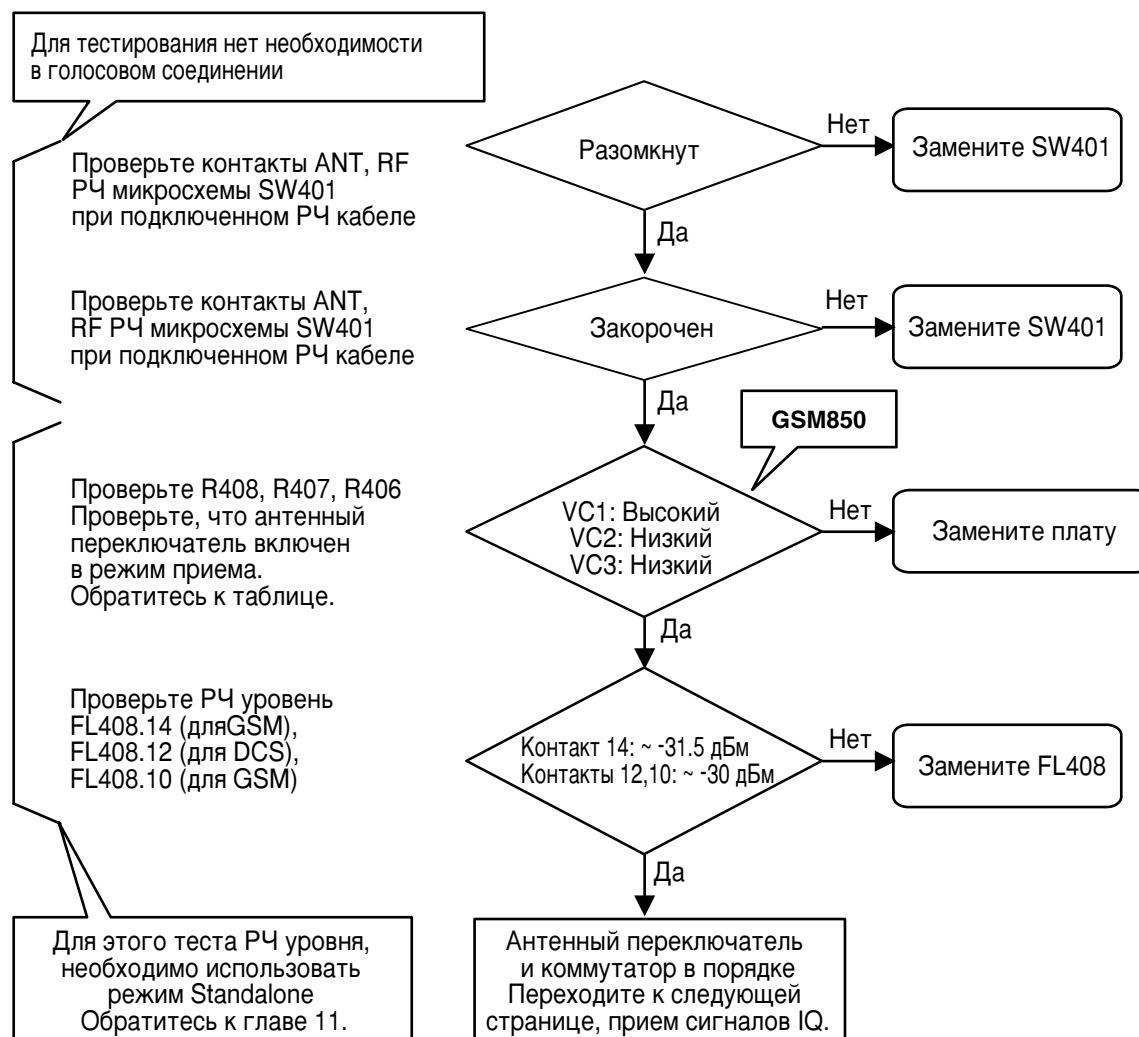 Для тестирования нет необходимости
в голосовом соединении
Проверьте контакты ANT, RF
РЧ микросхемы SW401
при подключенном РЧ кабеле
Разомкнут
Нет
Замените SW401
Да
Проверьте контакты ANT,
RF РЧ микросхемы SW401
при подключенном РЧ кабеле
Закорочен
Нет
Замените SW401
Да
GSM850
Проверьте R408, R407, R406
Проверьте, что антенный
переключатель включен
в режим приема.
Обратитесь к таблице.
VC1: Высокий
VC2: Низкий
VC3: Низкий
Нет
Замените плату
Да
Проверьте РЧ уровень
FL408.14 (дляGSM),
FL408.12 (для DCS),
FL408.10 (для GSM)
Контакт 14: ~ -31.5 дБм
Контакты 12,10: ~ -30 дБм
Нет
Замените FL408
Да
Для этого теста РЧ уровня,
необходимо использовать
режим Standalone
Обратитесь к главе 11.
Антенный переключатель
и коммутатор в порядке
Переходите к следующей
странице, прием сигналов IQ.